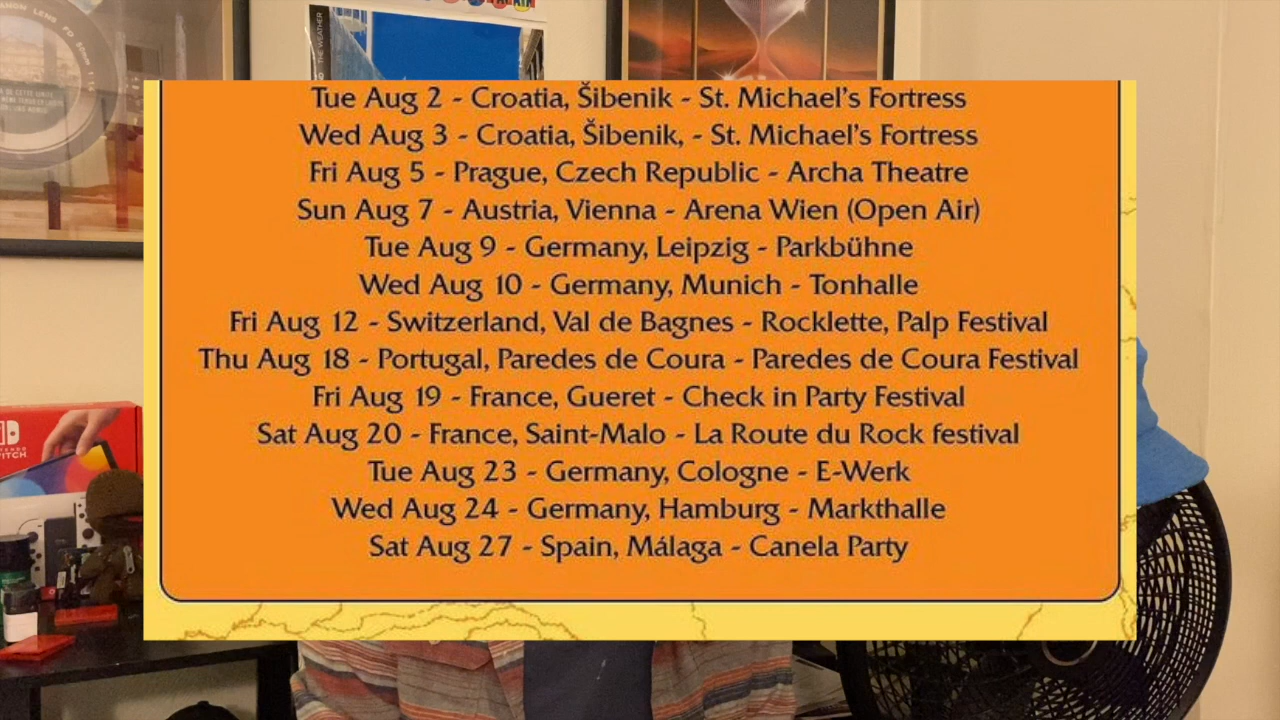 THE WEATHER
Tue Aug 2 - Croatia, Šibenik - St. Michael's Fortress
Wed Aug 3 - Croatia, Šibenik, - St. Michael's Fortress
Fri Aug 5 - Prague, Czech Republic - Archa Theatre
Sun Aug 7 - Austria, Vienna - Arena Wien (Open Air)
Tue Aug 9 - Germany, Leipzig - Parkbühne
Wed Aug 10 - Germany, Munich - Tonhalle
Fri Aug 12 - Switzerland, Val de Bagnes - Rocklette, Palp Festival
Thu Aug 18 - Portugal, Paredes de Coura - Paredes de Coura Festival
Fri Aug 19 - France, Gueret - Check in Party Festival
Sat Aug 20 - France, Saint-Malo - La Route du Rock festival
Tue Aug 23 - Germany, Cologne - E-Werk
Wed Aug 24 - Germany, Hamburg - Markthalle
Sat Aug 27 - Spain, Málaga - Canela Party